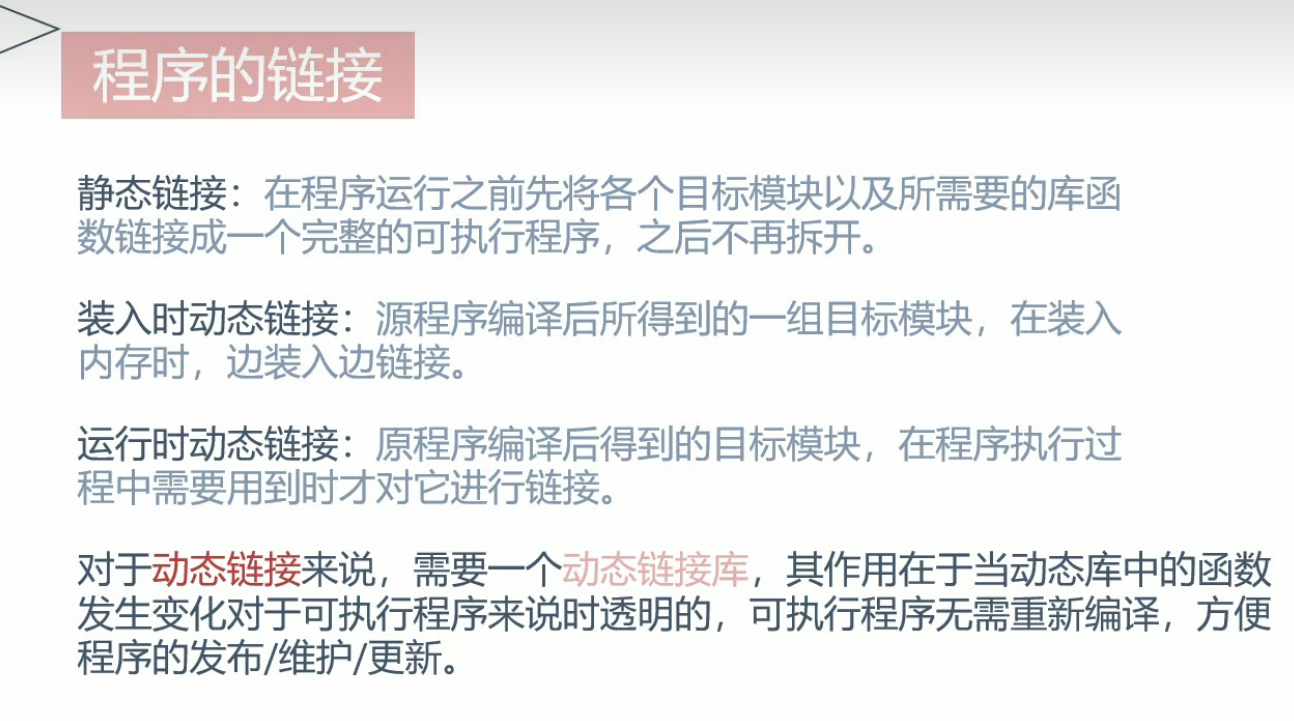 程序的链接
静态链接：在程序运行之前先将各个目标模块以及所需要的库函
数链接成一个完整的可执行程序，之后不再拆开。
装入时动态链接：源程序编译后所得到的一组目标模块，在装入
内存时，边装入边链接。
运行时动态链接：原程序编译后得到的目标模块，在程序执行过
程中需要用到时才对它进行链接。
对于动态链接来说，需要一个动态链接库，其作用在于当动态库中的函数
发生变化对于可执行程序来说时透明的，可执行程序无需重新编译，方便
程序的发布/维护/更新。